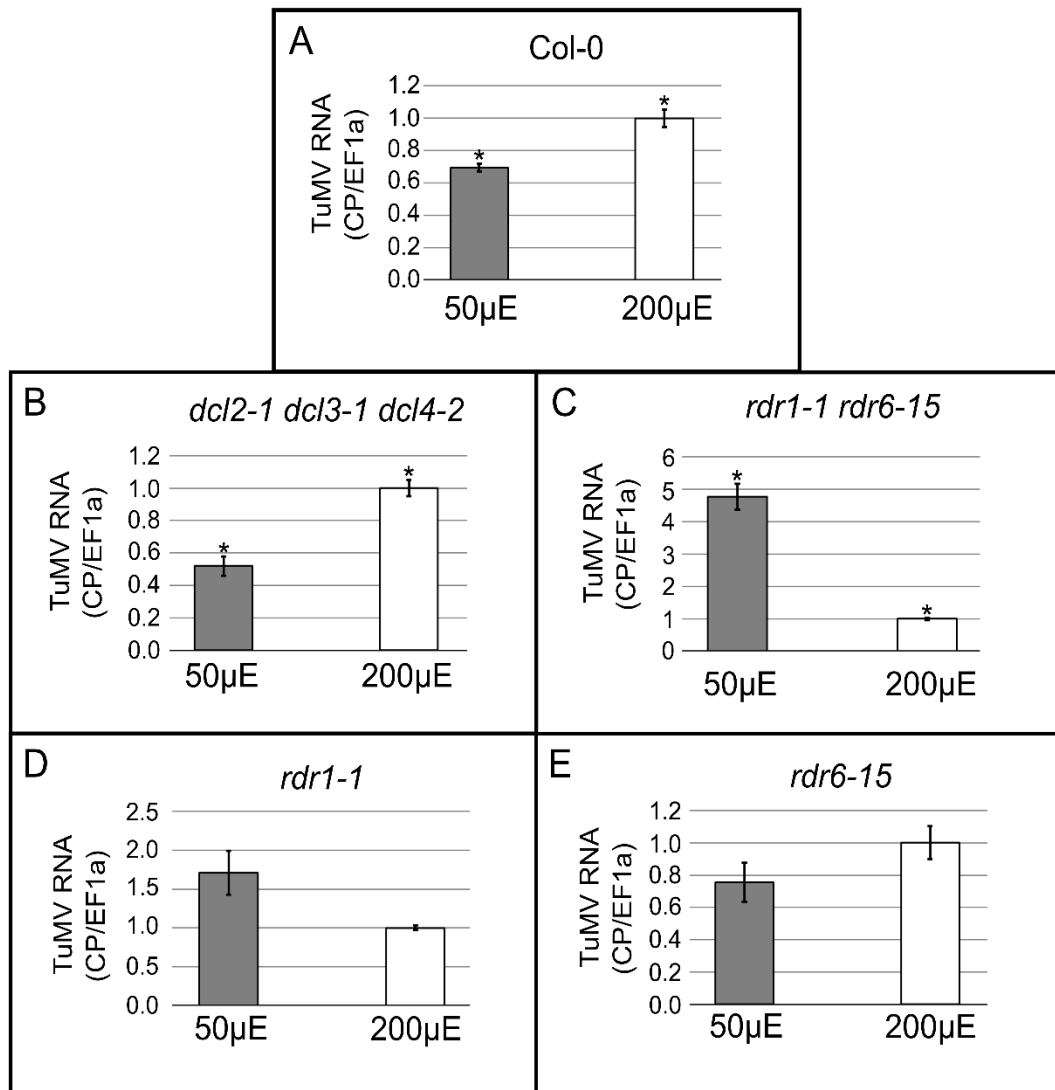 A
Col-0
TuMV RNA
(CP/EF1a)
1.2
1.0
0.8
0.6
0.4
0.2
0.0
*
*
50µE
200µE
B
dcl2-1 dcl3-1 dcl4-2
TuMV RNA
(CP/EF1a)
1.2
1.0
0.8
0.6
0.4
0.2
0.0
*
*
50µE
200µE
C
rdr1-1 rdr6-15
TuMV RNA
(CP/EF1a)
6
5
4
3
2
1
0
*
*
50µE
200µE
D
rdr1-1
TuMV RNA
(CP/EF1a)
2.5
2.0
1.5
1.0
0.5
0.0
50µE
200µE
E
rdr6-15
TuMV RNA
(CP/EF1a)
1.2
1.0
0.8
0.6
0.4
0.2
0.0
50µE
200µE